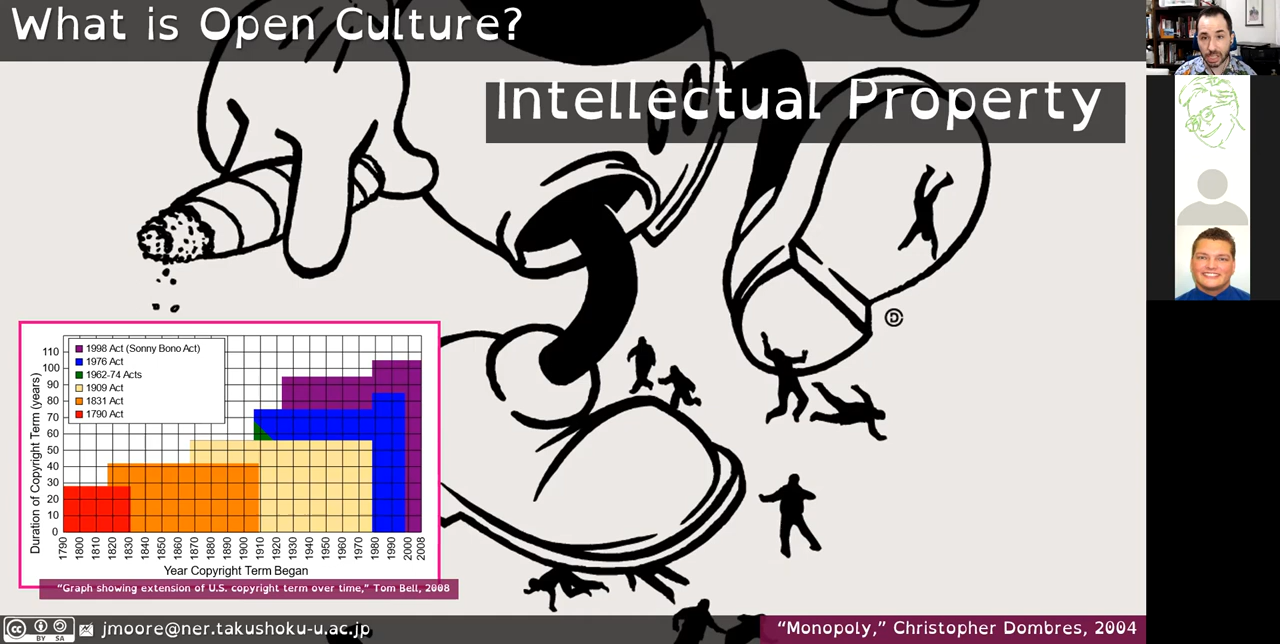 What is Open Culture?
Intellectual Property
Ⓓ
Duration of Copyright Term (years)
110
100
90
80
70
60
50
40
30
20
10
0
1998 Act (Sonny Bono Act)
1976 Act
1962-74 Acts
1909 Act
1831 Act
1790 Act
1790 1800 1810 1820 1830 1840 1850 1860 1870 1880 1890 1900 1910 1920 1930 1940 1950 1960 1970 1980 1990 2000 2008
Year Copyright Term Began
“Graph showing extension of U.S. copyright term over time,” Tom Bell, 2008
cc BY SA jmoore@ner.takushoku-u.ac.jp
“Monopoly,” Christopher Dombres, 2004